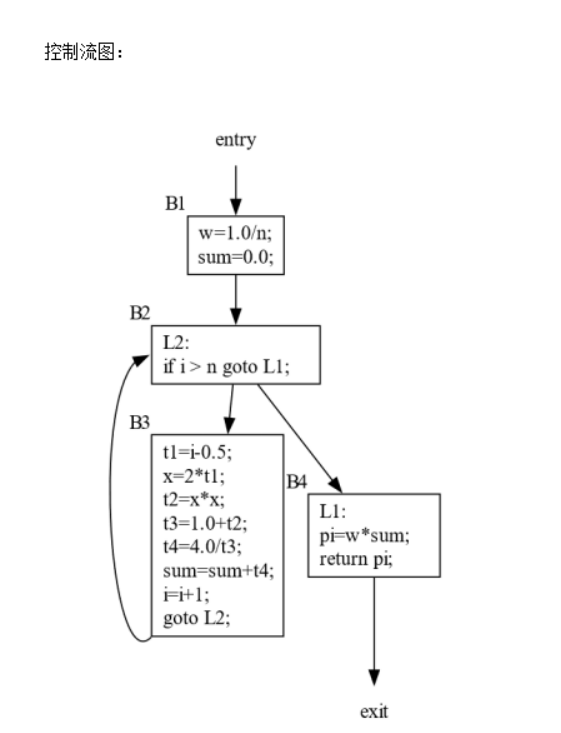 控制流图：
entry
B1
w=1.0/n;
sum=0.0;
B2
L2:
if i > n goto L1;
B3
t1=i-0.5;
x=2*t1;
t2=x*x;
t3=1.0+t2;
t4=4.0/t3;
sum=sum+t4;
i=i+1;
goto L2;
B4
L1:
pi=w*sum;
return pi;
exit